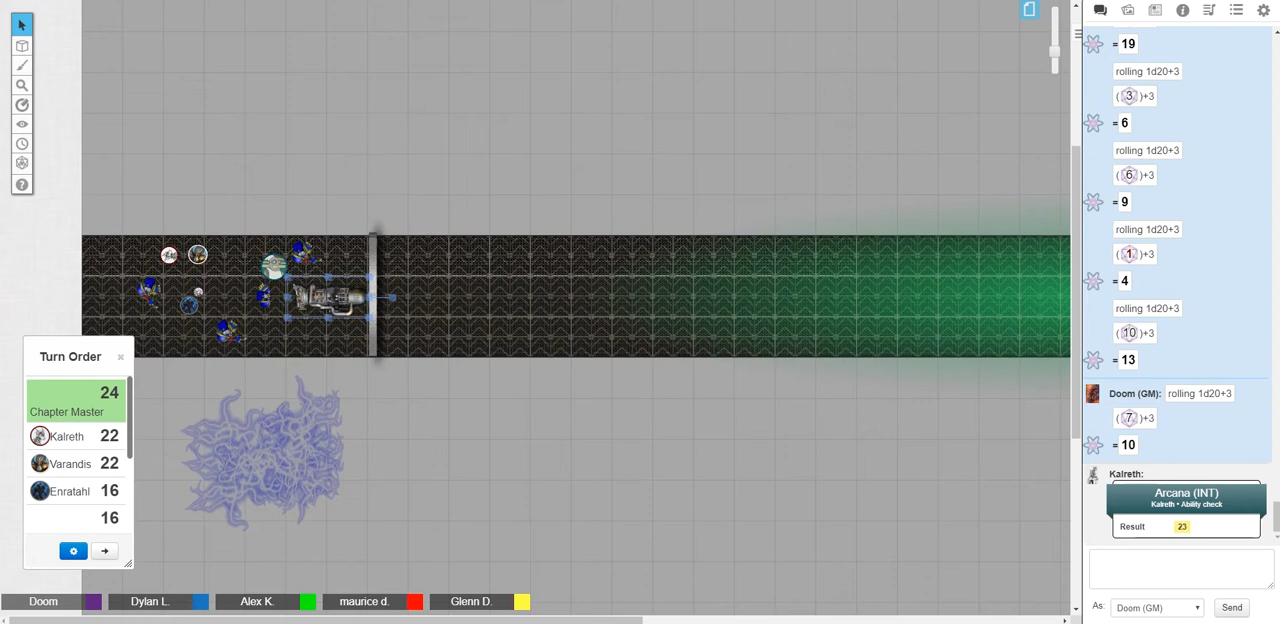 = 19
rolling 1d20+3
(3)+3
= 6
rolling 1d20+3
(6)+3
= 9
rolling 1d20+3
(1)+3
= 4
rolling 1d20+3
(10)+3
= 13
Doom (GM): rolling 1d20+3
(7)+3
= 10
Kalreth:
Arcana (INT)
Kalreth • Ability check
Result 23
As: Doom (GM) Send
Turn Order ×
24
Chapter Master
Kalreth 22
Varandis 22
Enratahl 16
16
Doom Dylan L. Alex K. maurice d. Glenn D.